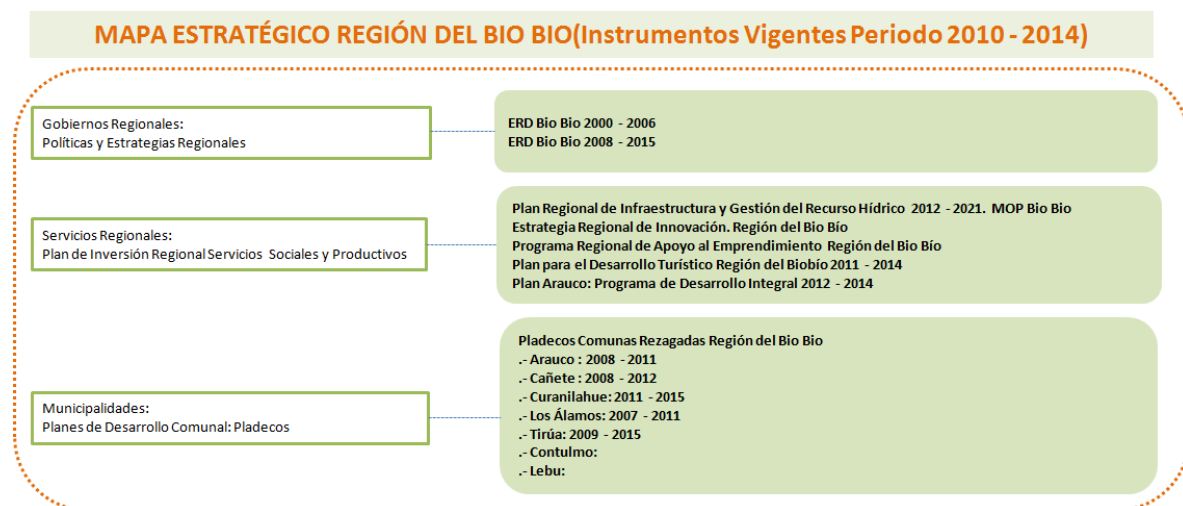 MAPA ESTRATÉGICO REGIÓN DEL BIO BIO(Instrumentos Vigentes Periodo 2010 - 2014)
Gobiernos Regionales:
Políticas y Estrategias Regionales
ERD Bio Bio 2000 - 2006
ERD Bio Bio 2008 - 2015
Servicios Regionales:
Plan de Inversión Regional Servicios Sociales y Productivos
Plan Regional de Infraestructura y Gestión del Recurso Hídrico 2012 - 2021. MOP Bio Bio
Estrategia Regional de Innovación. Región del Bio Bío
Programa Regional de Apoyo al Emprendimiento Región del Bio Bío
Plan para el Desarrollo Turístico Región del Biobío 2011 - 2014
Plan Arauco: Programa de Desarrollo Integral 2012 - 2014
Municipalidades:
Planes de Desarrollo Comunal: Pladecos
Pladecos Comunas Rezagadas Región del Bio Bio
.- Arauco : 2008 - 2011
.- Cañete : 2008 - 2012
.- Curanilahue: 2011 - 2015
.- Los Álamos: 2007 - 2011
.- Tirúa: 2009 - 2015
.- Contulmo:
.- Lebu: